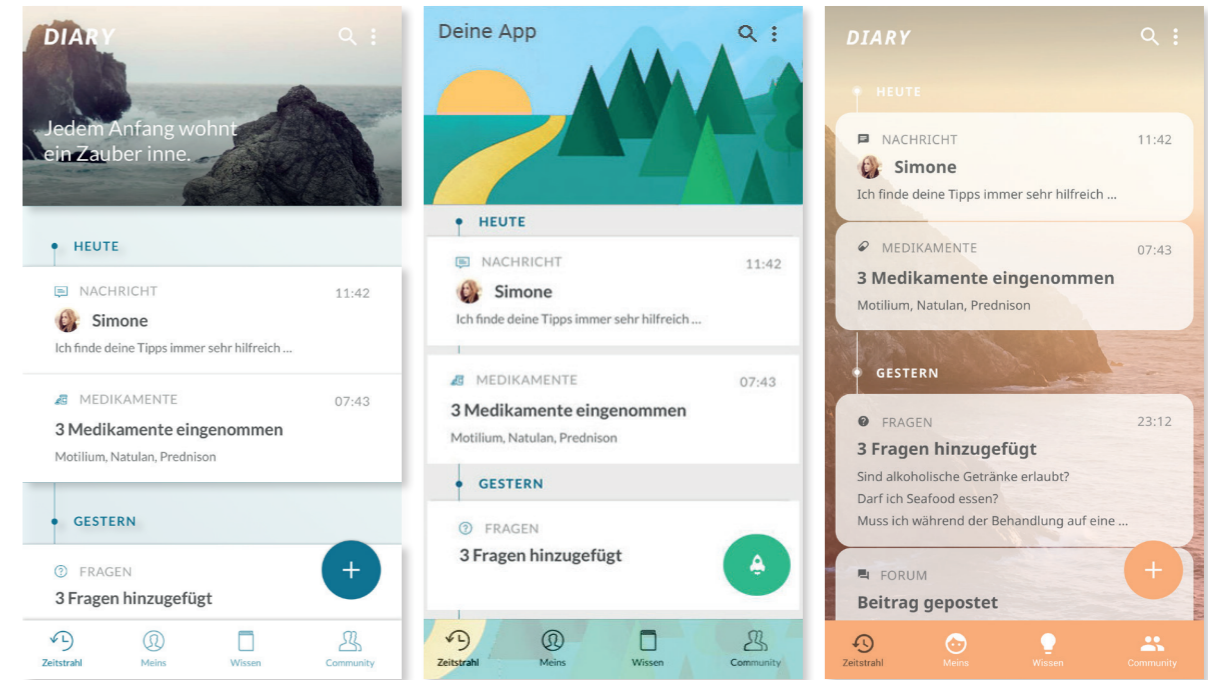 DIARY
Jedem Anfang wohnt
ein Zauber inne.
HEUTE
NACHRICHT 11:42
Simone
Ich finde deine Tipps immer sehr hilfreich ...
MEDIKAMENTE 07:43
3 Medikamente eingenommen
Motilium, Natulan, Prednison
GESTERN
FRAGEN
3 Fragen hinzugefügt
Zeitstrahl Meins Wissen Community
Deine App
HEUTE
NACHRICHT 11:42
Simone
Ich finde deine Tipps immer sehr hilfreich ...
MEDIKAMENTE 07:43
3 Medikamente eingenommen
Motilium, Natulan, Prednison
GESTERN
FRAGEN
3 Fragen hinzugefügt
Zeitstrahl Meins Wissen Community
DIARY
HEUTE
NACHRICHT 11:42
Simone
Ich finde deine Tipps immer sehr hilfreich ...
MEDIKAMENTE 07:43
3 Medikamente eingenommen
Motilium, Natulan, Prednison
GESTERN
FRAGEN 23:12
3 Fragen hinzugefügt
Sind alkoholische Getränke erlaubt?
Darf ich Seafood essen?
Muss ich während der Behandlung auf eine ...
FORUM
Beitrag gepostet
Zeitstrahl Meins Wissen Community